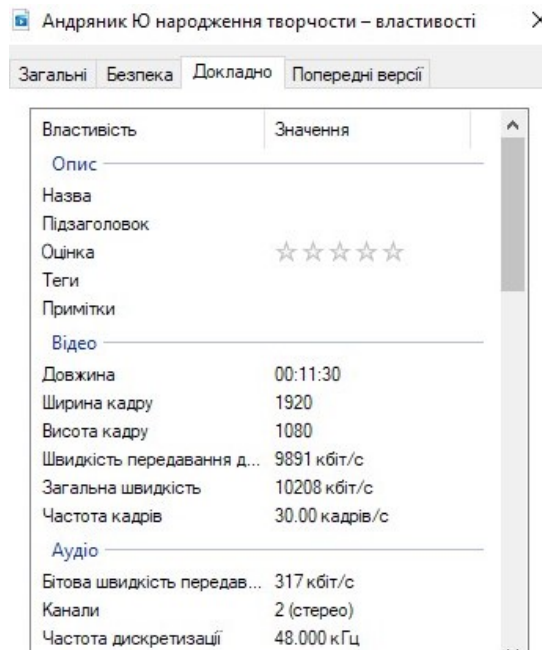 Андряник Ю народження творчости – властивості
Загальні Безпека Докладно Попередні версії
Властивість Значення
Опис
Назва
Підзаголовок
Оцінка
Теги
Примітки
Відео
Довжина 00:11:30
Ширина кадру 1920
Висота кадру 1080
Швидкість передавання д... 9891 кбіт/с
Загальна швидкість 10208 кбіт/с
Частота кадрів 30.00 кадрів/с
Аудіо
Бітова швидкість передав... 317 кбіт/с
Канали 2 (стерео)
Частота дискретизації 48.000 кГц